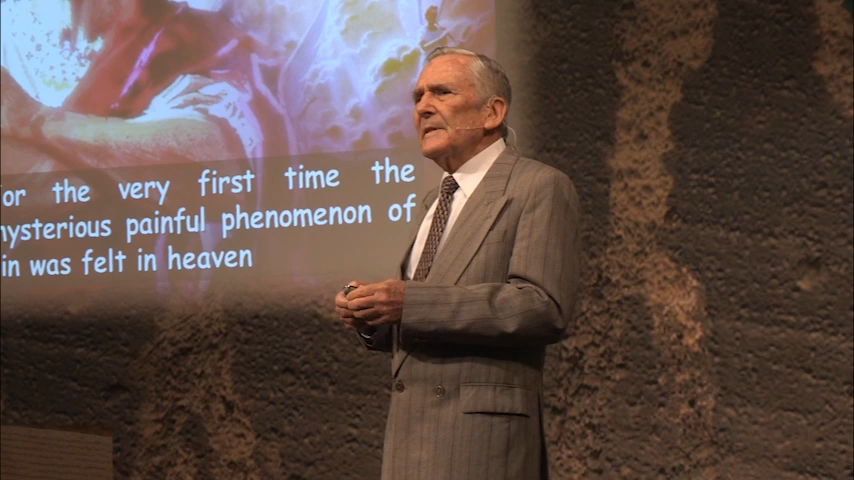 or the very first time the
ysterious painful phenomenon of
in was felt in heaven